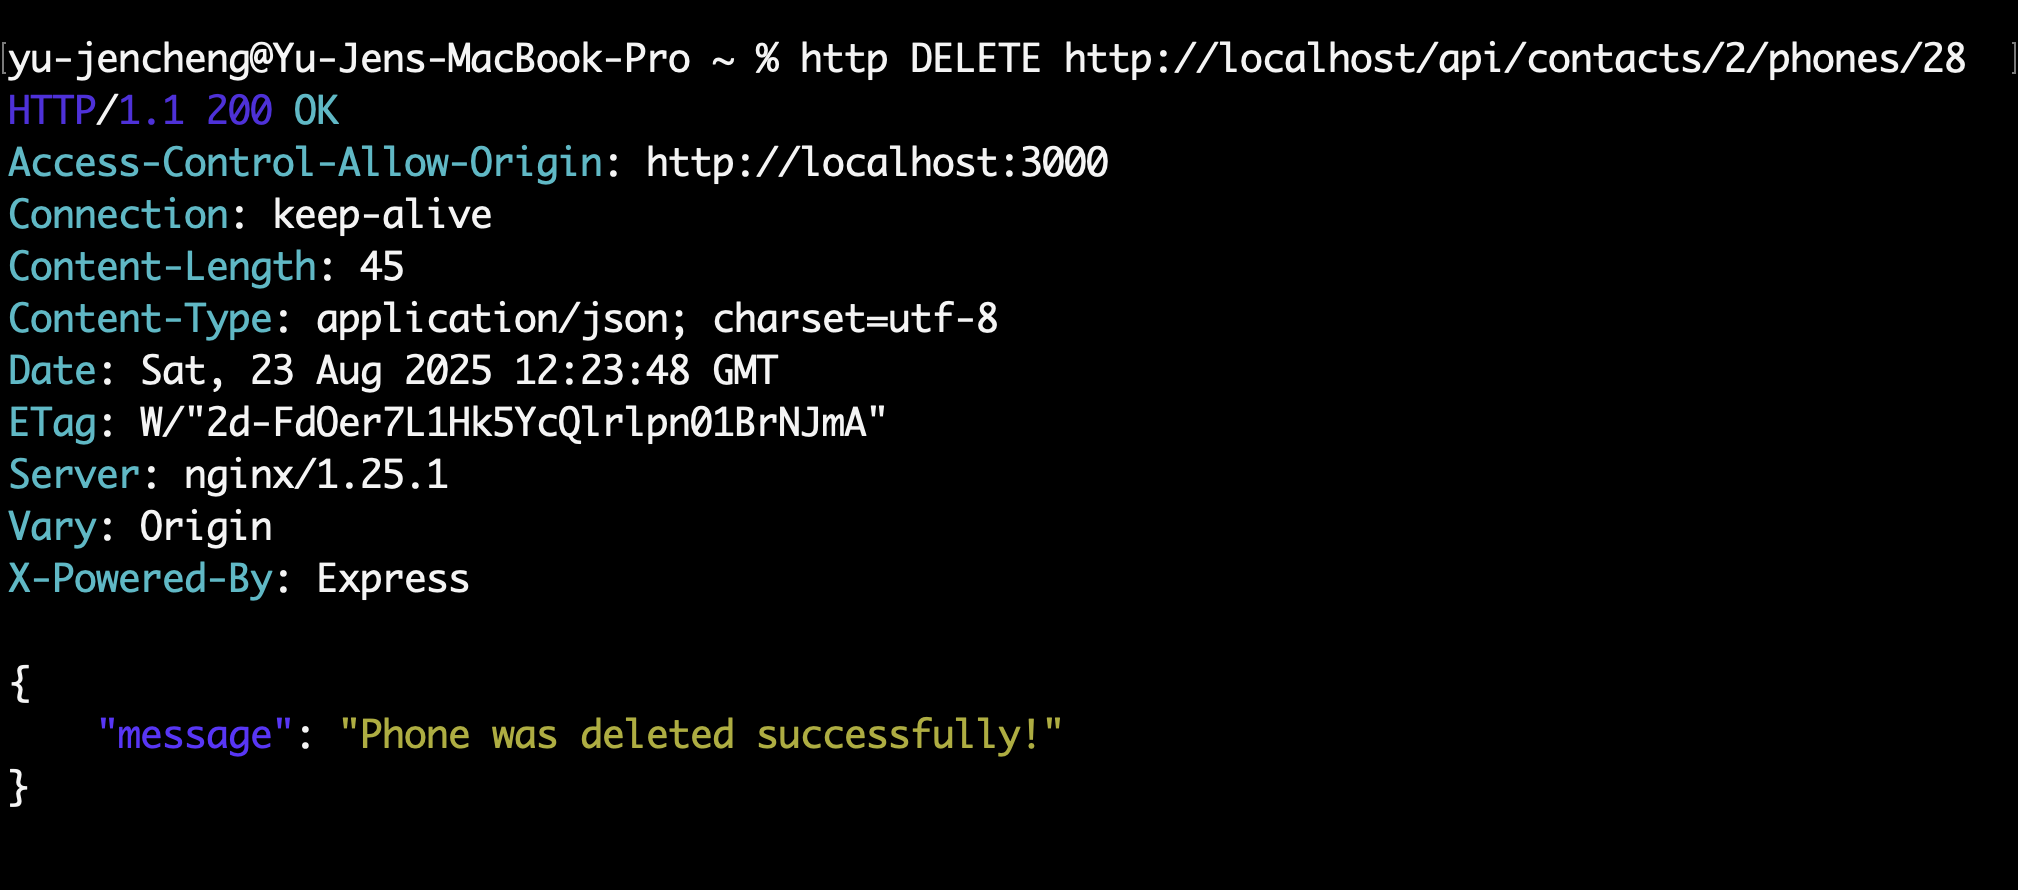 yu-jencheng@Yu-Jens-MacBook-Pro ~ % http DELETE http://localhost/api/contacts/2/phones/28
HTTP/1.1 200 OK
Access-Control-Allow-Origin: http://localhost:3000
Connection: keep-alive
Content-Length: 45
Content-Type: application/json; charset=utf-8
Date: Sat, 23 Aug 2025 12:23:48 GMT
ETag: W/"2d-FdOer7L1Hk5YcQlrlpn01BrNJmA"
Server: nginx/1.25.1
Vary: Origin
X-Powered-By: Express
{
    "message": "Phone was deleted successfully!"
}